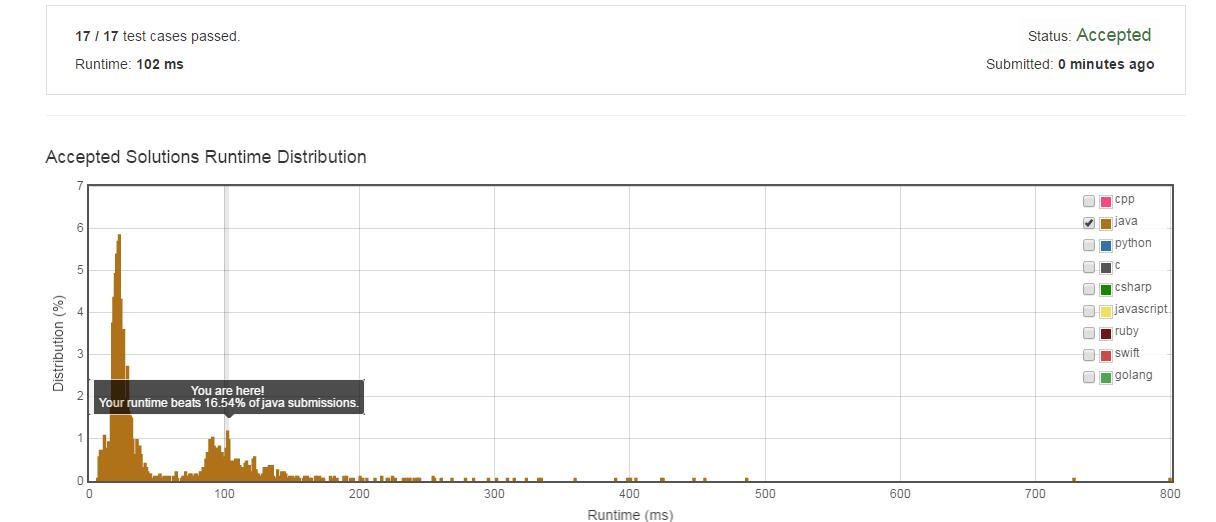 17 / 17 test cases passed.
Status: Accepted
Runtime: 102 ms
Submitted: 0 minutes ago
Accepted Solutions Runtime Distribution
7
6
5
4
3
2
1
0
Distribution (%)
cpp
java
python
c
csharp
javascript
ruby
swift
golang
You are here!
Your runtime beats 16.54% of java submissions.
0 100 200 300 400 500 600 700 800
Runtime (ms)